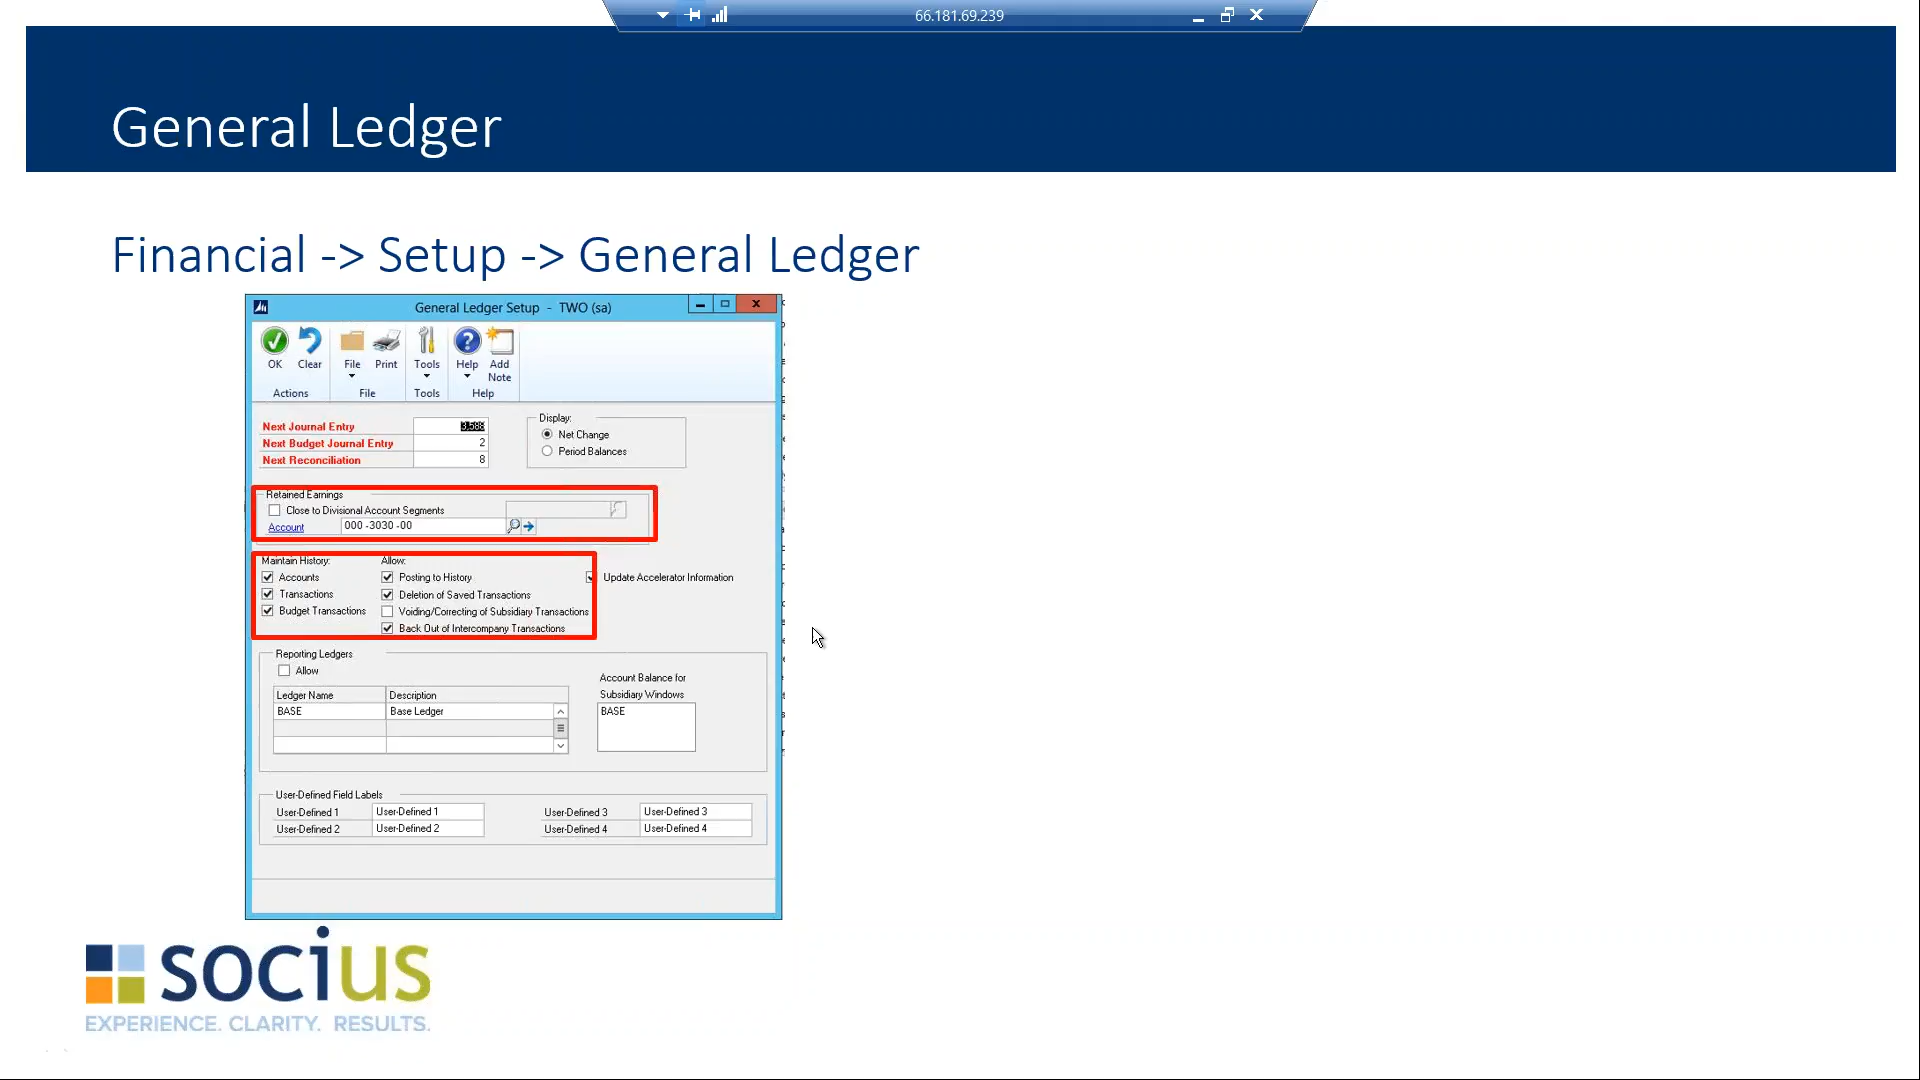 66.181.69.239
General Ledger
Financial -> Setup -> General Ledger
General Ledger Setup - TWO (sa)
OK Clear File Print Tools Help Add Note
Actions File Tools Help
Next Journal Entry 3,588
Next Budget Journal Entry 2
Next Reconciliation 8
Display:
Net Change
Period Balances
Retained Earnings
Close to Divisional Account Segments
Account 000 -3030 -00
Maintain History:
Accounts
Transactions
Budget Transactions
Allow:
Posting to History
Deletion of Saved Transactions
Voiding/Correcting of Subsidiary Transactions
Back Out of Intercompany Transactions
Update Accelerator Information
Reporting Ledgers
Allow
Ledger Name Description
BASE Base Ledger
Account Balance for
Subsidiary Windows
BASE
User-Defined Field Labels
User-Defined 1 User-Defined 1
User-Defined 2 User-Defined 2
User-Defined 3 User-Defined 3
User-Defined 4 User-Defined 4
socius
EXPERIENCE. CLARITY. RESULTS.